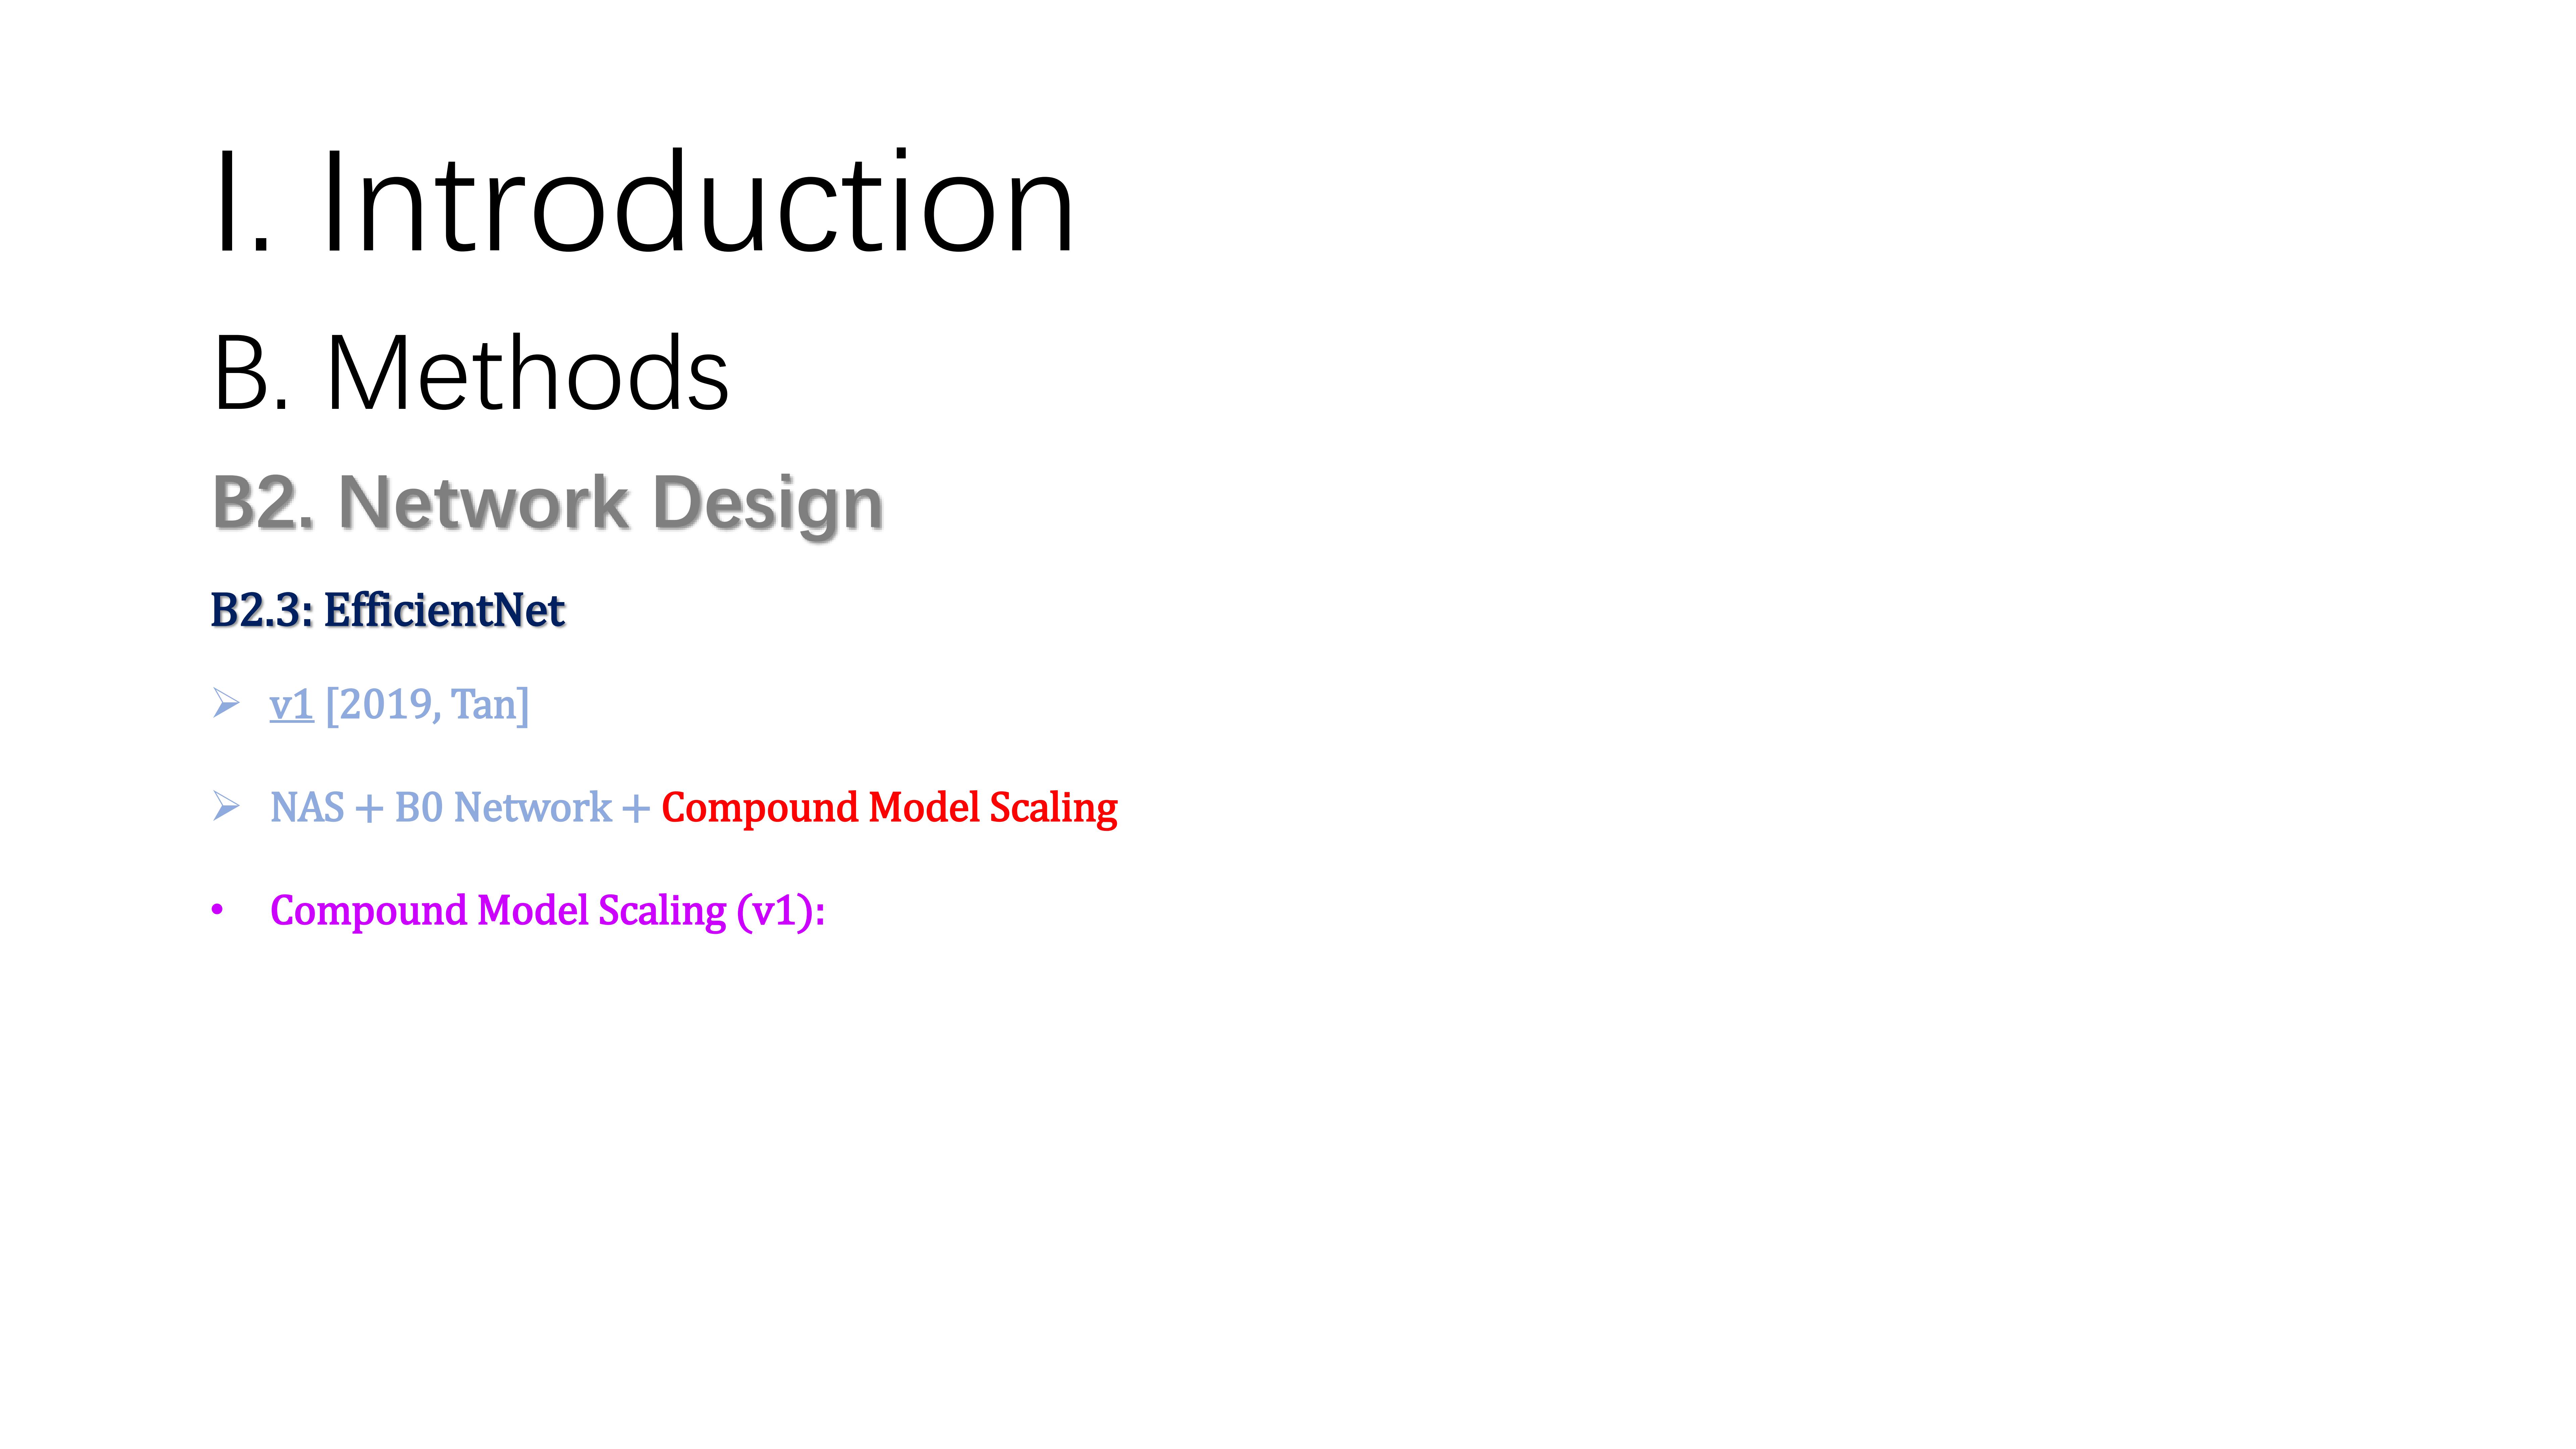 I. Introduction
B. Methods
B2. Network Design
B2.3: EfficientNet
➢ v1 [2019, Tan]
➢ NAS + B0 Network + Compound Model Scaling
• Compound Model Scaling (v1):